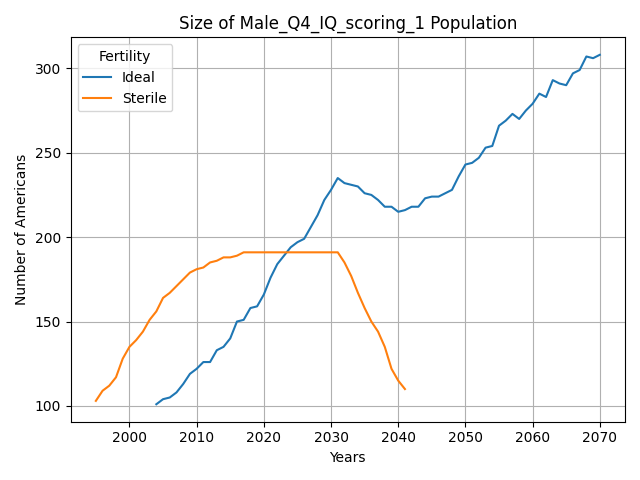 Size of Male_Q4_IQ_scoring_1 Population
Fertility
Ideal
Sterile
Number of Americans
300
250
200
150
100
2000 2010 2020 2030 2040 2050 2060 2070
Years